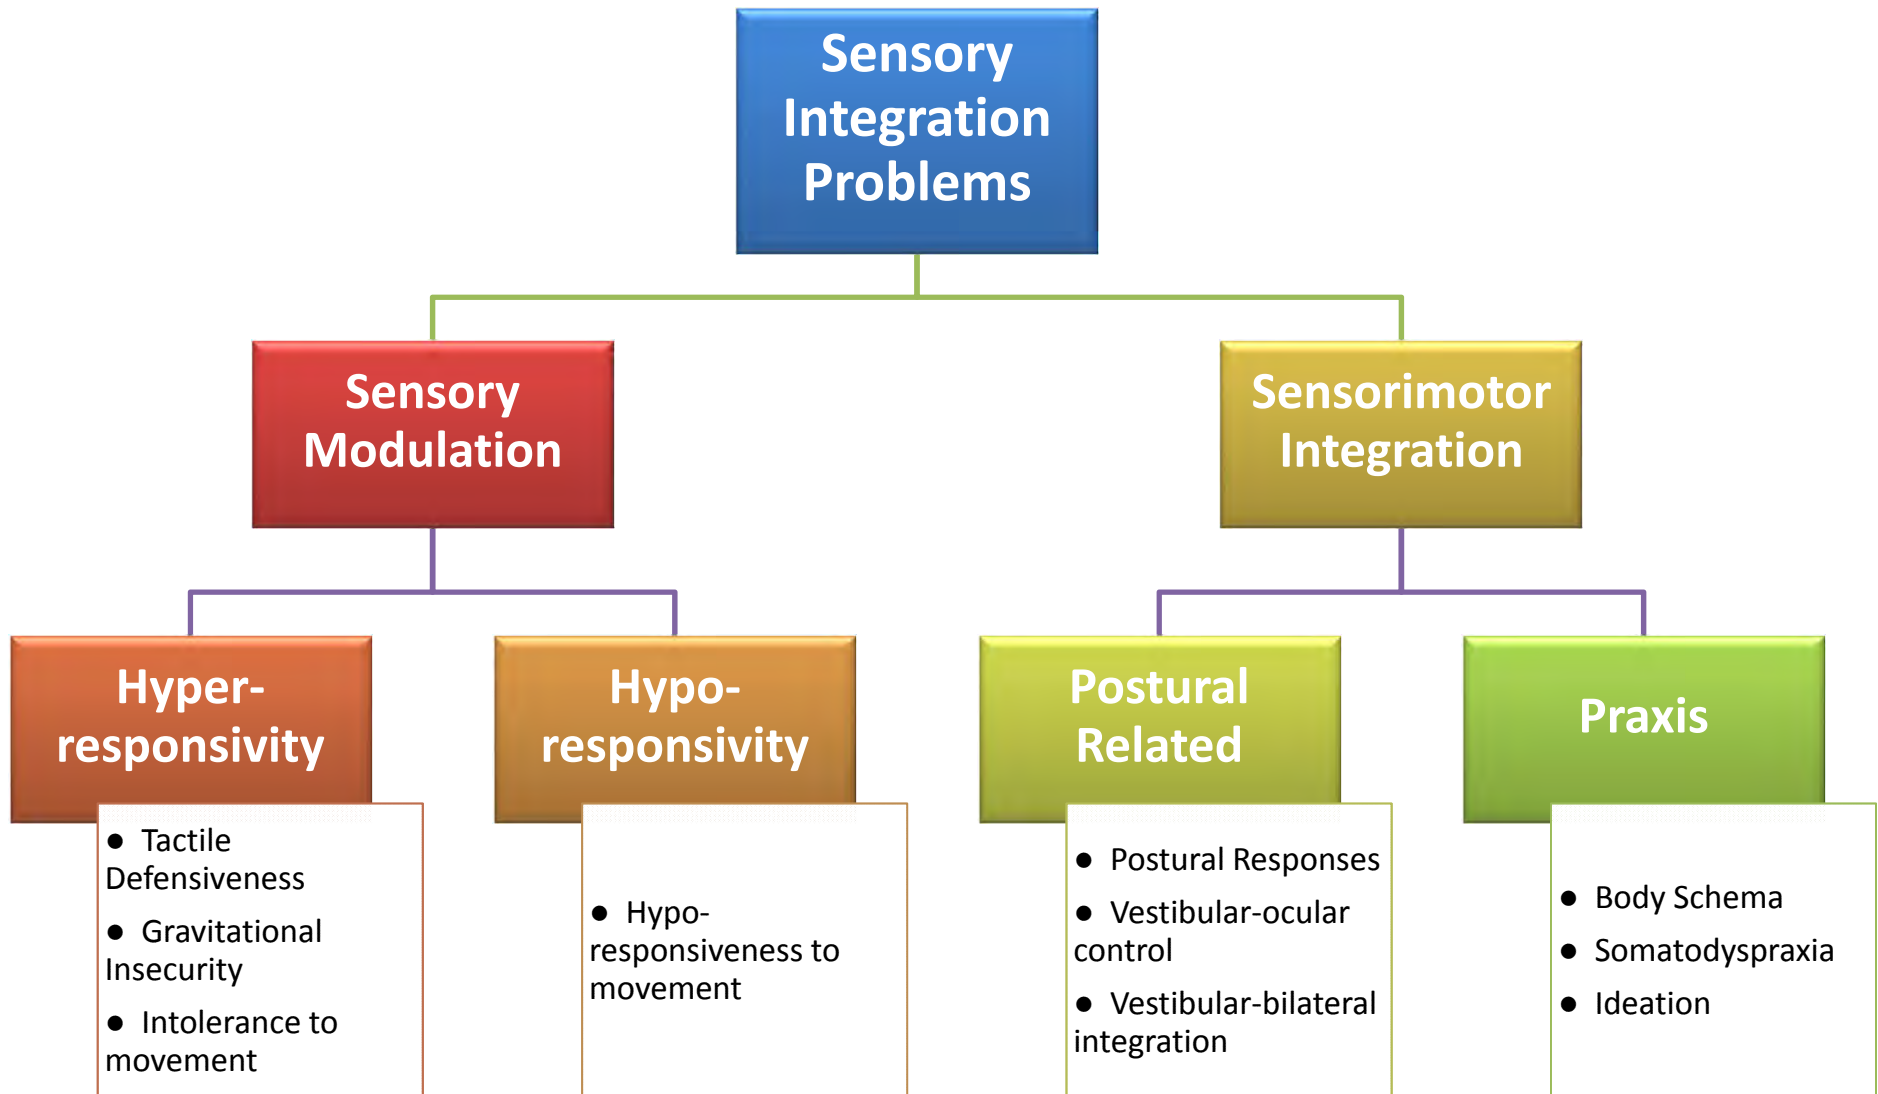 Sensory
Integration
Problems
Sensory
Modulation
Sensorimotor
Integration
Hyper-
responsivity
Hypo-
responsivity
Postural
Related
Praxis
● Tactile
Defensiveness
● Gravitational
Insecurity
● Intolerance to
movement
● Hypo-
responsiveness to
movement
● Postural Responses
● Vestibular-ocular
control
● Vestibular-bilateral
integration
● Body Schema
● Somatodyspraxia
● Ideation